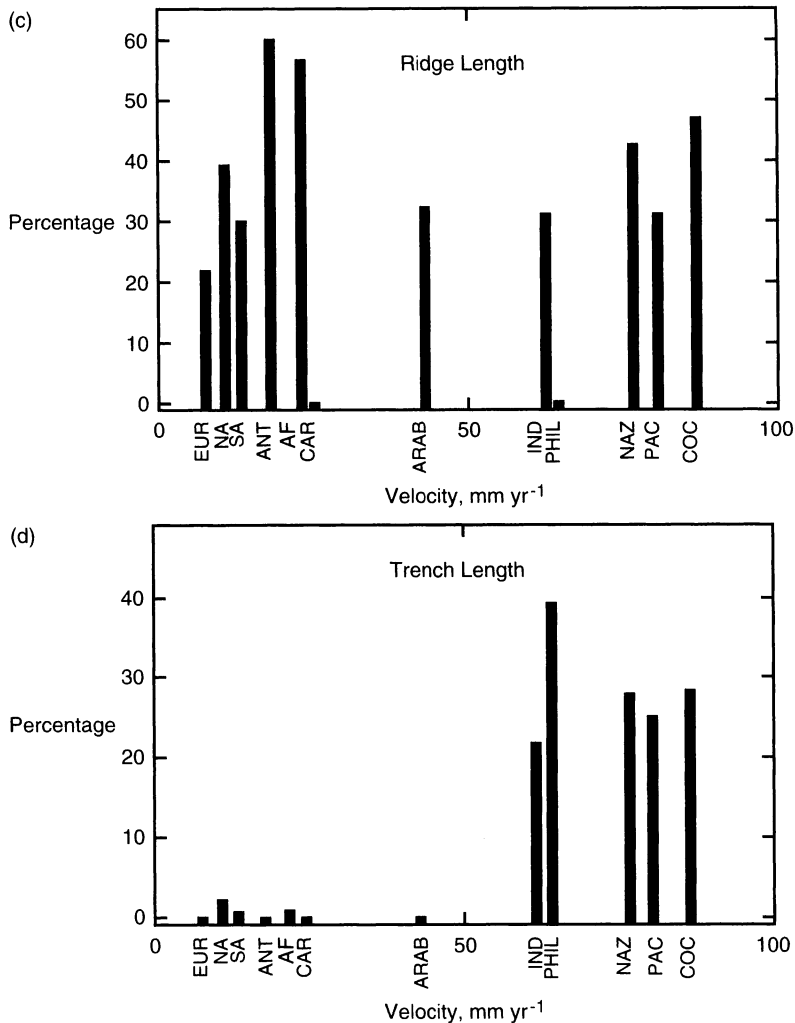 (c)
Ridge Length
60
50
40
Percentage 30
20
10
0
0 50 100
EUR NA SA ANT AF CAR ARAB IND PHIL NAZ PAC COC
Velocity, mm yr-1
(d)
Trench Length
40
30
Percentage
20
10
0
0 50 100
EUR NA SA ANT AF CAR ARAB IND PHIL NAZ PAC COC
Velocity, mm yr-1